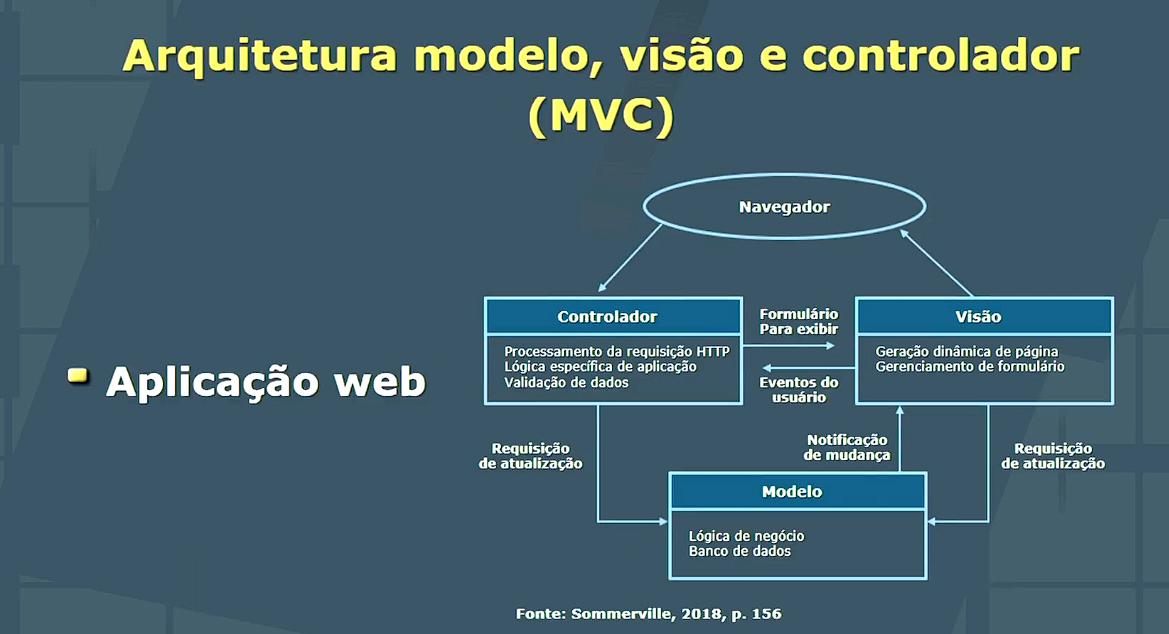 Arquitetura modelo, visão e controlador
(MVC)
Aplicação web
Navegador
Controlador
Processamento da requisição HTTP
Lógica específica de aplicação
Validação de dados
Formulário
Para exibir
Eventos do
usuário
Visão
Geração dinâmica de página
Gerenciamento de formulário
Requisição
de atualização
Notificação
de mudança
Requisição
de atualização
Modelo
Lógica de negócio
Banco de dados
Fonte: Sommerville, 2018, p. 156